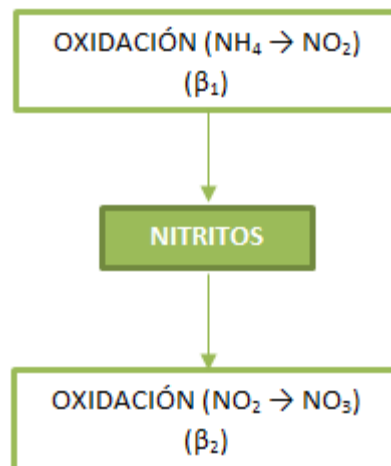 OXIDACIÓN (NH₄ → NO₂)
(β₁)
NITRITOS
OXIDACIÓN (NO₂ → NO₃)
(β₂)